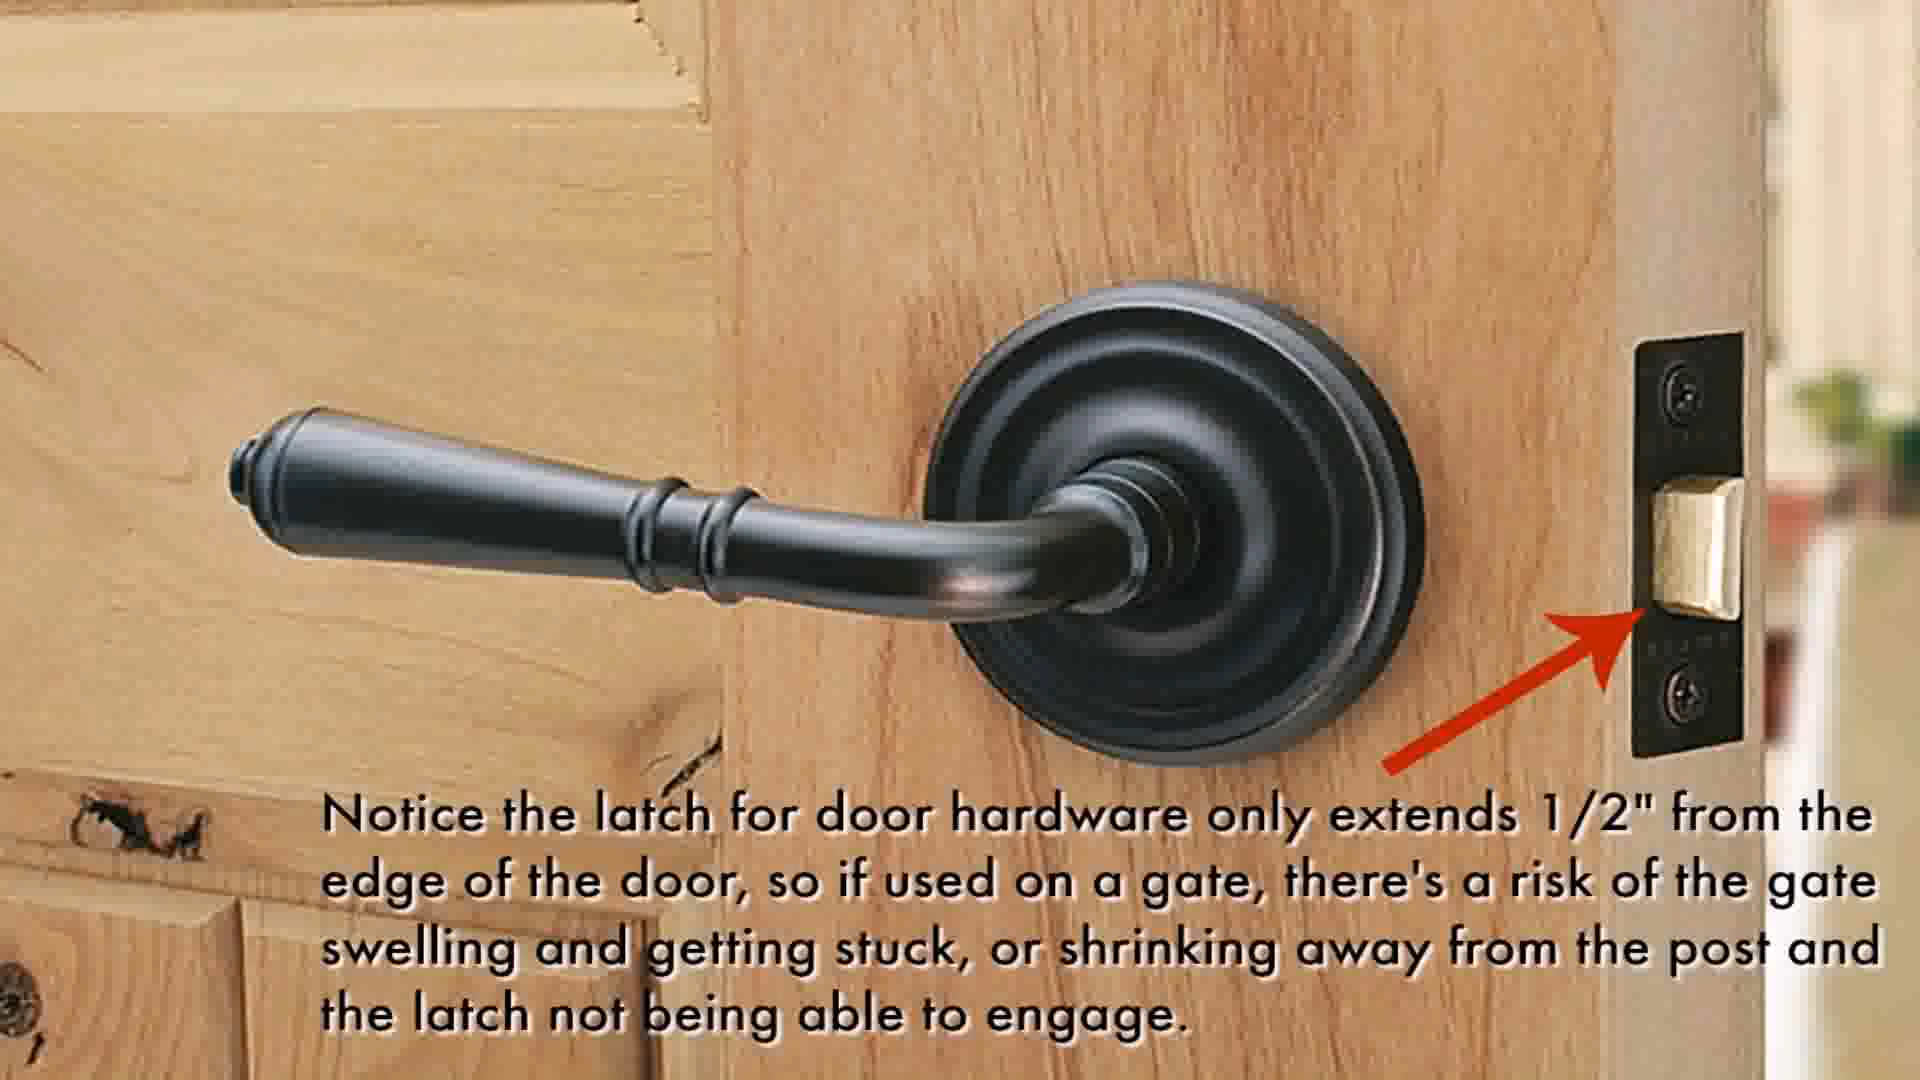 Notice the latch for door hardware only extends 1/2" from the
edge of the door, so if used on a gate, there's a risk of the gate
swelling and getting stuck, or shrinking away from the post and
the latch not being able to engage.